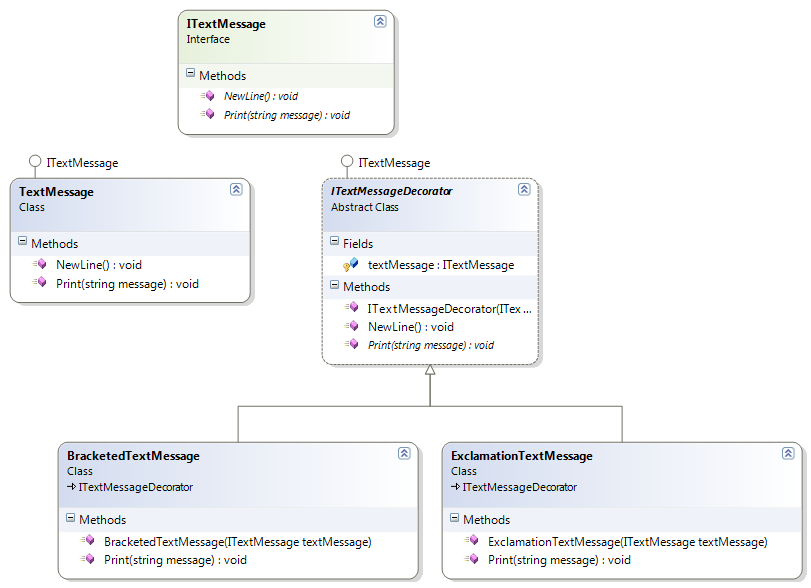 ITextMessage
Interface
Methods
NewLine() : void
Print(string message) : void
ITextMessage
TextMessage
Class
Methods
NewLine() : void
Print(string message) : void
ITextMessage
ITextMessageDecorator
Abstract Class
Fields
textMessage : ITextMessage
Methods
ITextMessageDecorator(ITex ...
NewLine() : void
Print(string message) : void
BracketedTextMessage
Class
ITextMessageDecorator
Methods
BracketedTextMessage(ITextMessage textMessage)
Print(string message) : void
ExclamationTextMessage
Class
ITextMessageDecorator
Methods
ExclamationTextMessage(ITextMessage textMessage)
Print(string message) : void